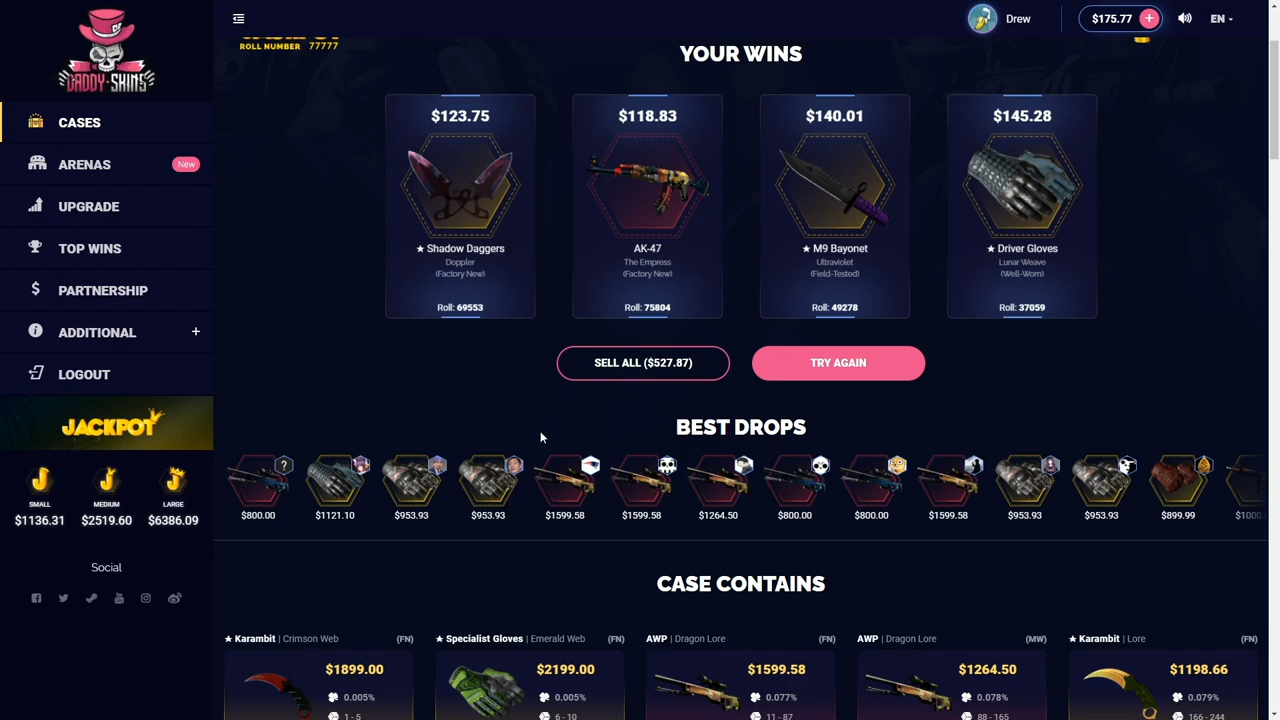 DADDY SKINS
CASES
ARENAS
New
UPGRADE
TOP WINS
PARTNERSHIP
ADDITIONAL +
LOGOUT
JACKPOT
SMALL
MEDIUM
LARGE
$1136.31
$2519.60
$6386.09
Social
Drew
$175.77 +
EN
ROLL NUMBER 77777
YOUR WINS
$123.75
★ Shadow Daggers
Doppler
(Factory New)
Roll: 69553
$118.83
AK-47
The Empress
(Factory New)
Roll: 75804
$140.01
★ M9 Bayonet
Ultraviolet
(Field-Tested)
Roll: 49278
$145.28
★ Driver Gloves
Lunar Weave
(Well-Worn)
Roll: 37059
SELL ALL ($527.87)
TRY AGAIN
BEST DROPS
?
$800.00
$1121.10
$953.93
$953.93
$1599.58
$1599.58
$1264.50
$800.00
$800.00
$1599.58
$953.93
$953.93
$899.99
CASE CONTAINS
★ Karambit | Crimson Web (FN)
$1899.00
0.005%
1 - 5
★ Specialist Gloves | Emerald Web (FN)
$2199.00
0.005%
6 - 10
AWP | Dragon Lore (FN)
$1599.58
0.077%
11 - 87
AWP | Dragon Lore (MW)
$1264.50
0.078%
88 - 165
★ Karambit | Lore (FN)
$1198.66
0.079%
166 - 244